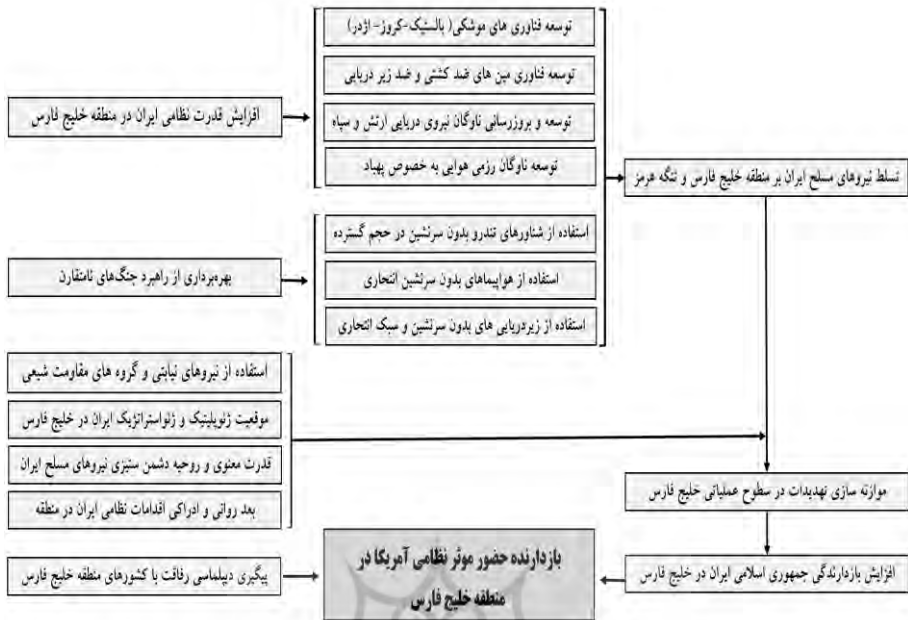 افزایش قدرت نظامی ایران در منطقه خلیج فارس
توسعه فناوری های موشکی( بالستیک-کروز- اژدر)
توسعه فناوری مین های ضد کشتی و ضد زیر دریایی
توسعه و بروزرسانی ناوگان نیروی دریایی ارتش و سپاه
توسعه ناوگان رزمی هوایی به خصوص پهپاد
تسلط نیروهای مسلح ایران بر منطقه خلیج فارس و تنگه هرمز
بهره‌برداری از راهبرد جنگ‌های نامتقارن
استفاده از شناورهای تندرو بدون سرنشین در حجم گسترده
استفاده از هواپیماهای بدون سرنشین انتحاری
استفاده از زیردریایی های بدون سرنشین و سبک انتحاری
استفاده از نیروهای نیابتی و گروه های مقاومت شیعی
موقعیت ژئوپلیتیک و ژئواستراتژیک ایران در خلیج فارس
قدرت معنوی و روحیه دشمن ستیزی نیروهای مسلح ایران
بعد روانی و ادراکی اقدامات نظامی ایران در منطقه
موازنه سازی تهدیدات در سطوح عملیاتی خلیج فارس
افزایش بازدارندگی جمهوری اسلامی ایران در خلیج فارس
بازدارنده حضور موثر نظامی آمریکا در
منطقه خلیج فارس
پیگیری دیپلماسی رفاقت با کشورهای منطقه خلیج فارس